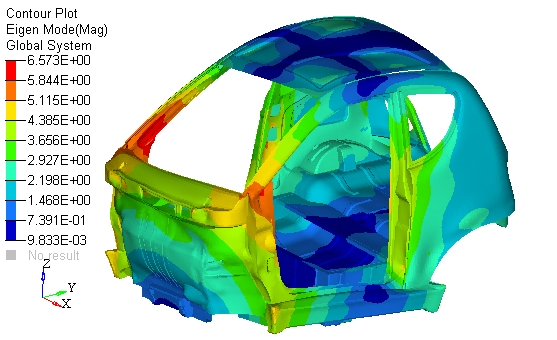 Contour Plot
Eigen Mode(Mag)
Global System
6.573E+00
5.844E+00
5.115E+00
4.385E+00
3.656E+00
2.927E+00
2.198E+00
1.468E+00
7.391E-01
9.833E-03
No result
Z
Y
X